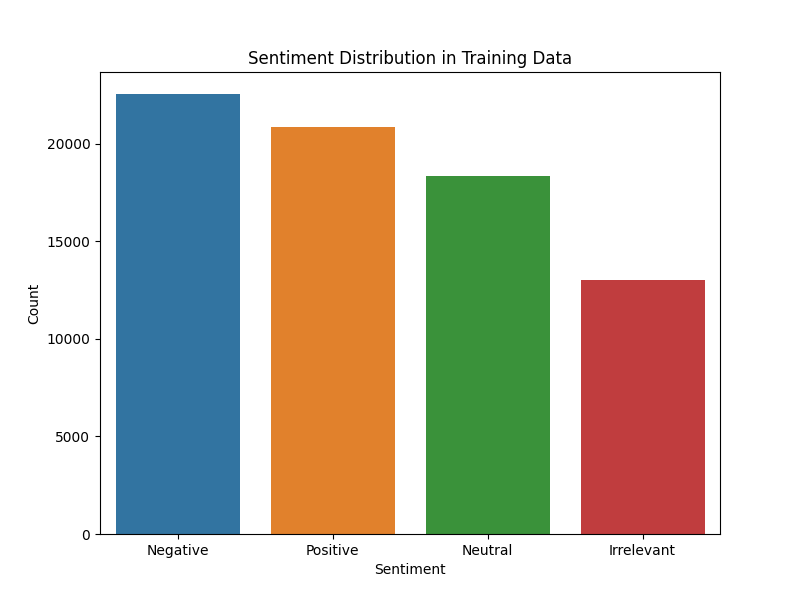 Sentiment Distribution in Training Data
Count
20000
15000
10000
5000
0
Negative Positive Neutral Irrelevant
Sentiment